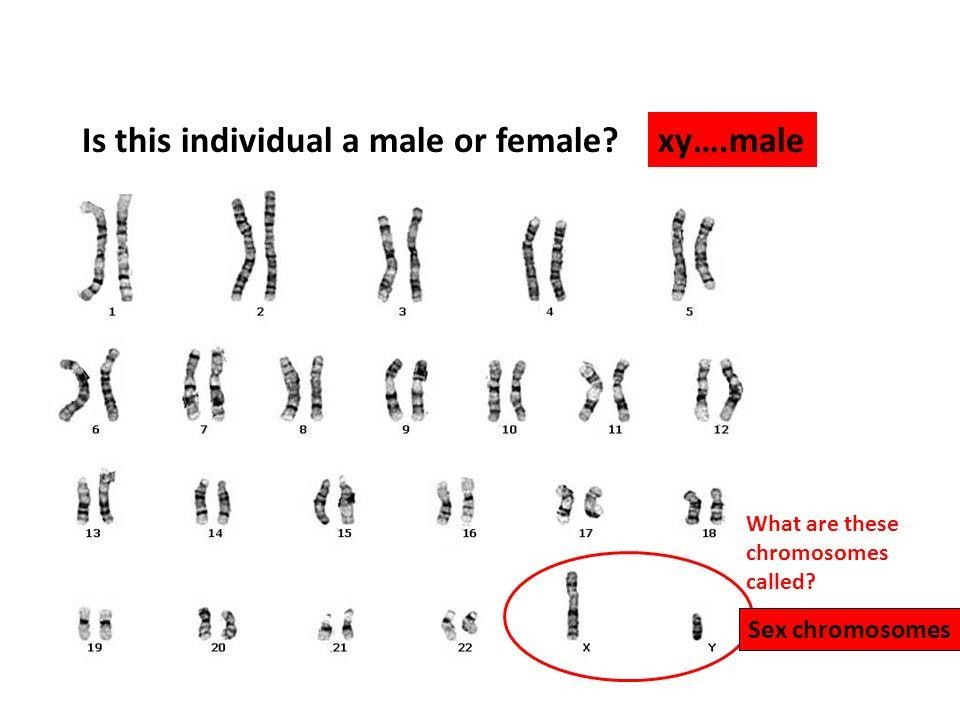 Is this individual a male or female? xy….male
1 2 3 4 5
6 7 8 9 10 11 12
13 14 15 16 17 18
What are these
chromosomes
called?
Sex chromosomes
19 20 .21 22 X Y